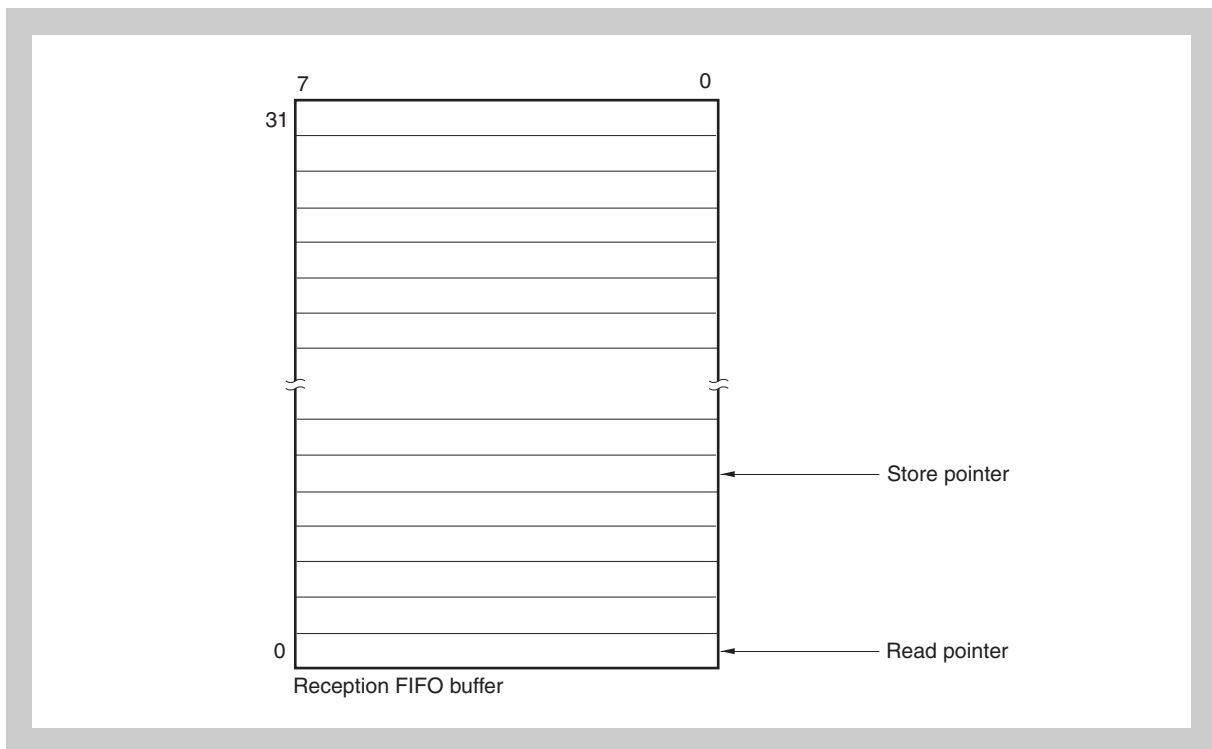 7 0
31
Store pointer
0 Read pointer
Reception FIFO buffer